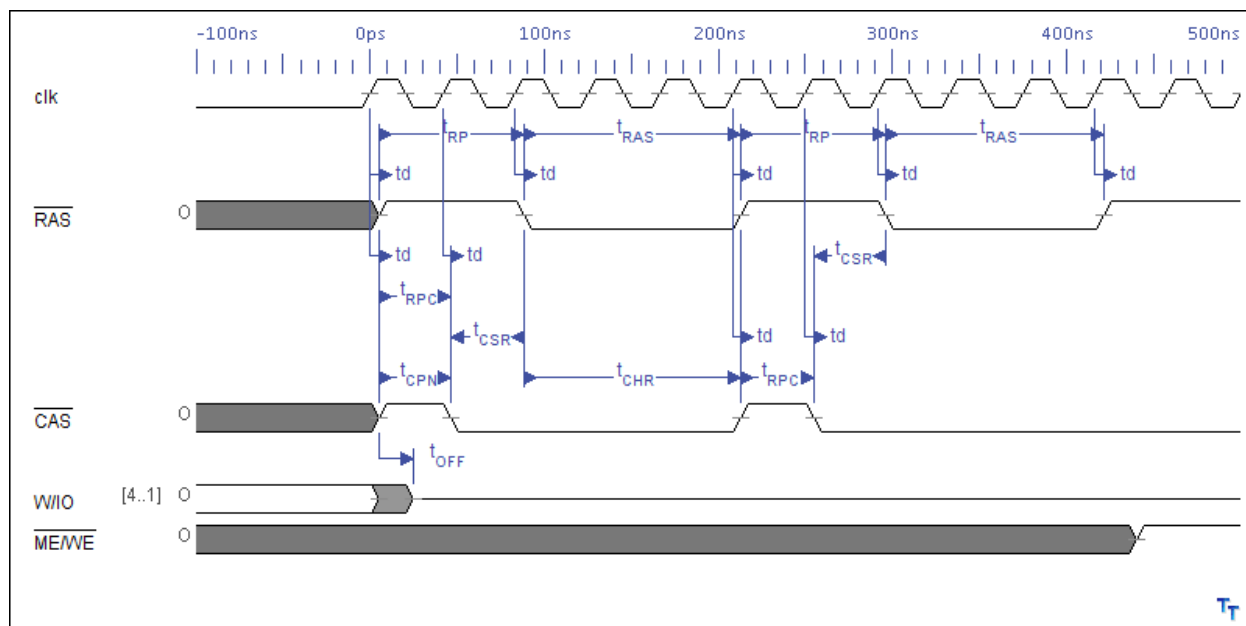 -100ns 0ps 100ns 200ns 300ns 400ns 500ns
clk
tRP tRAS tRP tRAS
td td td td td
RAS O
td td tCSR
tRPC
tCSR td td
tCPN tCHR tRPC
CAS O
tOFF
W/IO [4..1] O
ME/WE O
TT